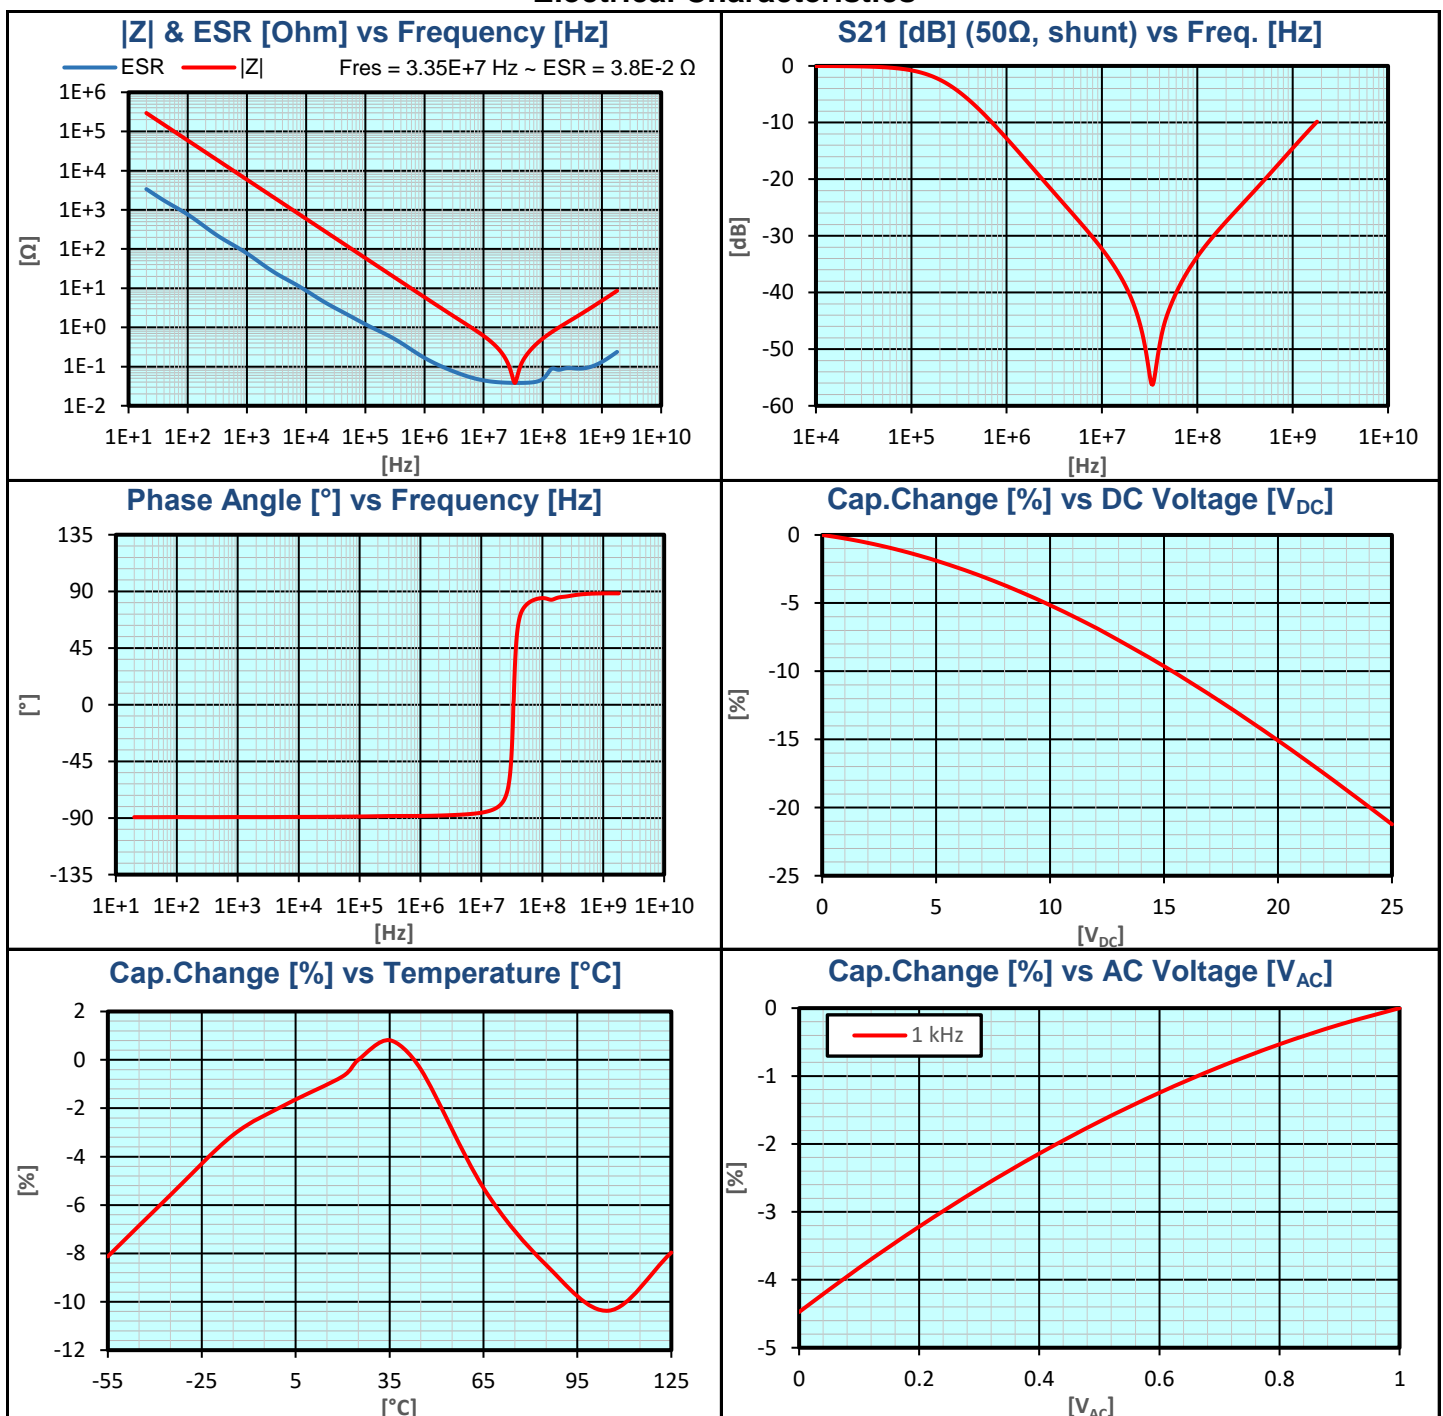 Electrical Characteristics
|Z| & ESR [Ohm] vs Frequency [Hz]
ESR |Z| Fres = 3.35E+7 Hz ~ ESR = 3.8E-2 Ω
1E+6
1E+5
1E+4
1E+3
1E+2
1E+1
1E+0
1E-1
1E-2
[Ω]
1E+1 1E+2 1E+3 1E+4 1E+5 1E+6 1E+7 1E+8 1E+9 1E+10
[Hz]
S21 [dB] (50Ω, shunt) vs Freq. [Hz]
0
-10
-20
-30
-40
-50
-60
[dB]
1E+4 1E+5 1E+6 1E+7 1E+8 1E+9 1E+10
[Hz]
Phase Angle [°] vs Frequency [Hz]
135
90
45
0
-45
-90
-135
[°]
1E+1 1E+2 1E+3 1E+4 1E+5 1E+6 1E+7 1E+8 1E+9 1E+10
[Hz]
Cap.Change [%] vs DC Voltage [VDC]
0
-5
-10
-15
-20
-25
[%]
0 5 10 15 20 25
[VDC]
Cap.Change [%] vs Temperature [°C]
2
0
-2
-4
-6
-8
-10
-12
[%]
-55 -25 5 35 65 95 125
[°C]
Cap.Change [%] vs AC Voltage [VAC]
1 kHz
0
-1
-2
-3
-4
-5
[%]
0 0.2 0.4 0.6 0.8 1
[VAC]